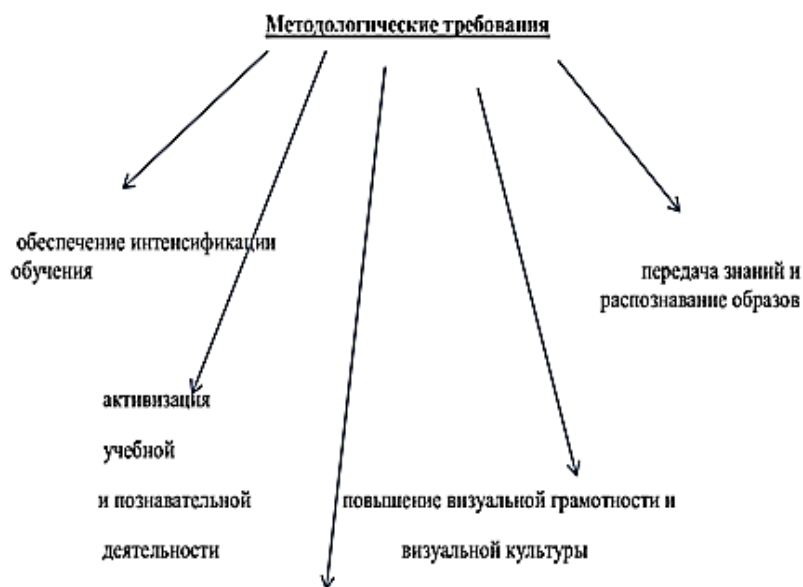 Методологические требования
обеспечение интенсификации
обучения
передача знаний и
распознавание образов
активизация
учебной
и познавательной
деятельности
повышение визуальной грамотности и
визуальной культуры